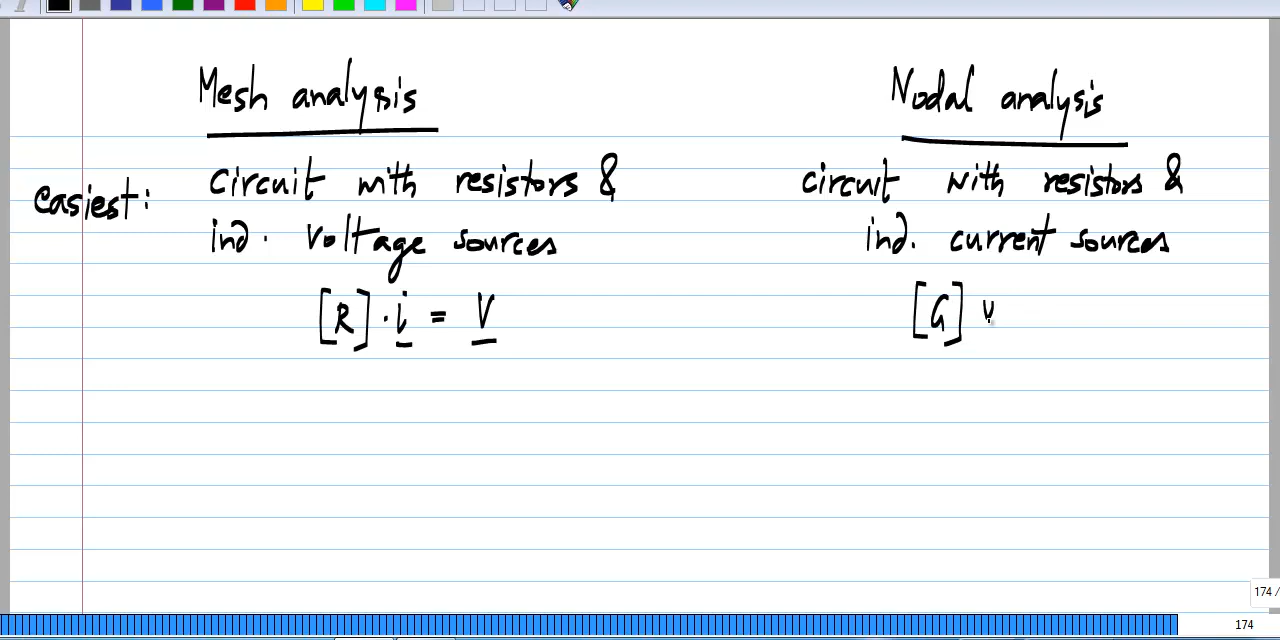 Mesh analysis
Nodal analysis
easiest: circuit with resistors &
ind. voltage sources
circuit with resistors &
ind. current sources
[R] · i = V
[G] v
174 /
174